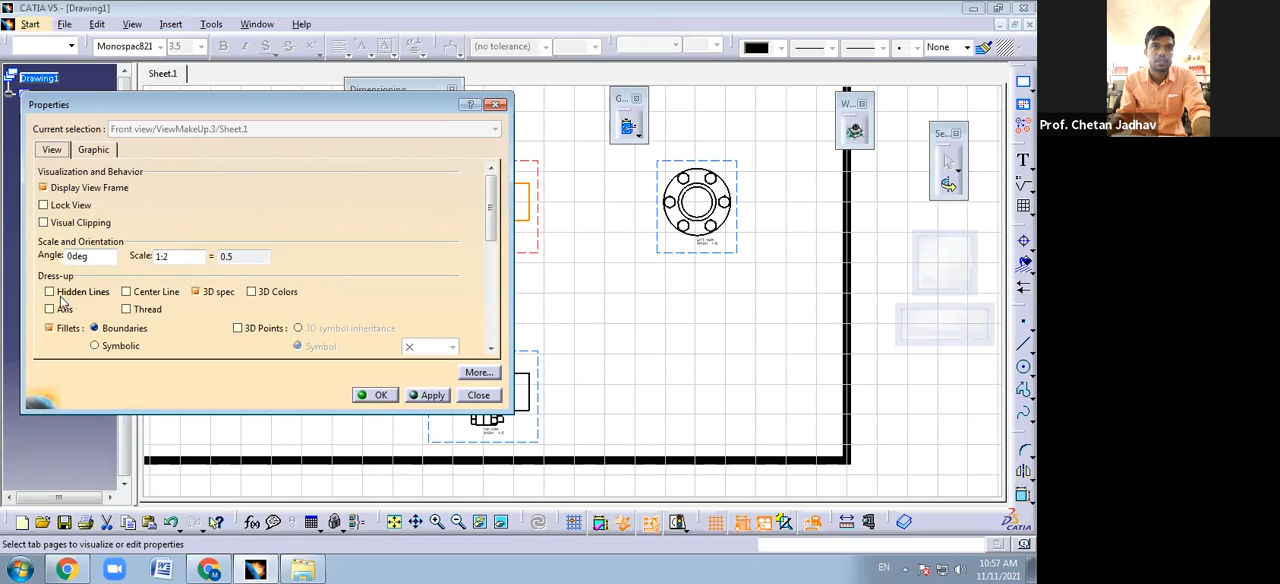 CATIA V5 - [Drawing1]
Start File Edit View Insert Tools Window Help
Monospac821 3.5 B I S (no tolerance) None
Drawing1
Sheet.1
Dimensioning
G...
W...
Se...
Properties
Current selection : Front view/ViewMakeUp.3/Sheet.1
View Graphic
Visualization and Behavior
Display View Frame
Lock View
Visual Clipping
Scale and Orientation
Angle: 0deg Scale: 1:2 = 0.5
Dress-up
Hidden Lines Center Line 3D spec 3D Colors
Axis Thread
Fillets : Boundaries 3D Points : 3D symbol inheritance
Symbolic Symbol
More...
OK Apply Close
Prof. Chetan Jadhav
Select tab pages to visualize or edit properties
CATIA
EN
10:57 AM
11/11/2021